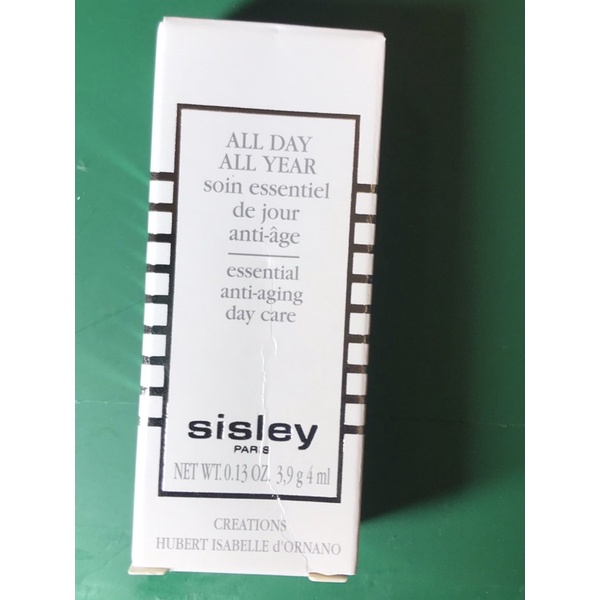 ALL DAY
ALL YEAR
soin essentiel
de jour
anti-âge
essential
anti-aging
day care
sisley
PARIS
NET WT. 0.13 OZ. 3,9 g 4 ml
CREATIONS
HUBERT ISABELLE d'ORNANO